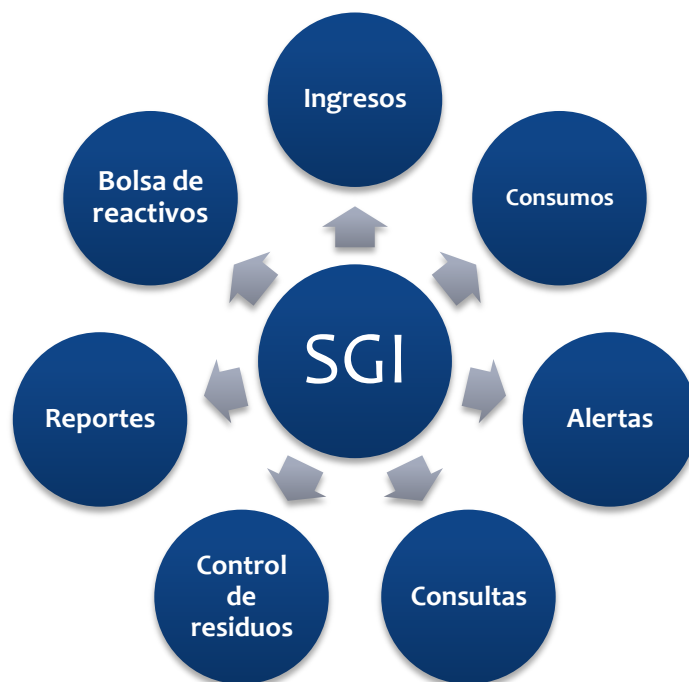 Ingresos
Bolsa de
reactivos
Consumos
SGI
Reportes
Alertas
Control
de
residuos
Consultas